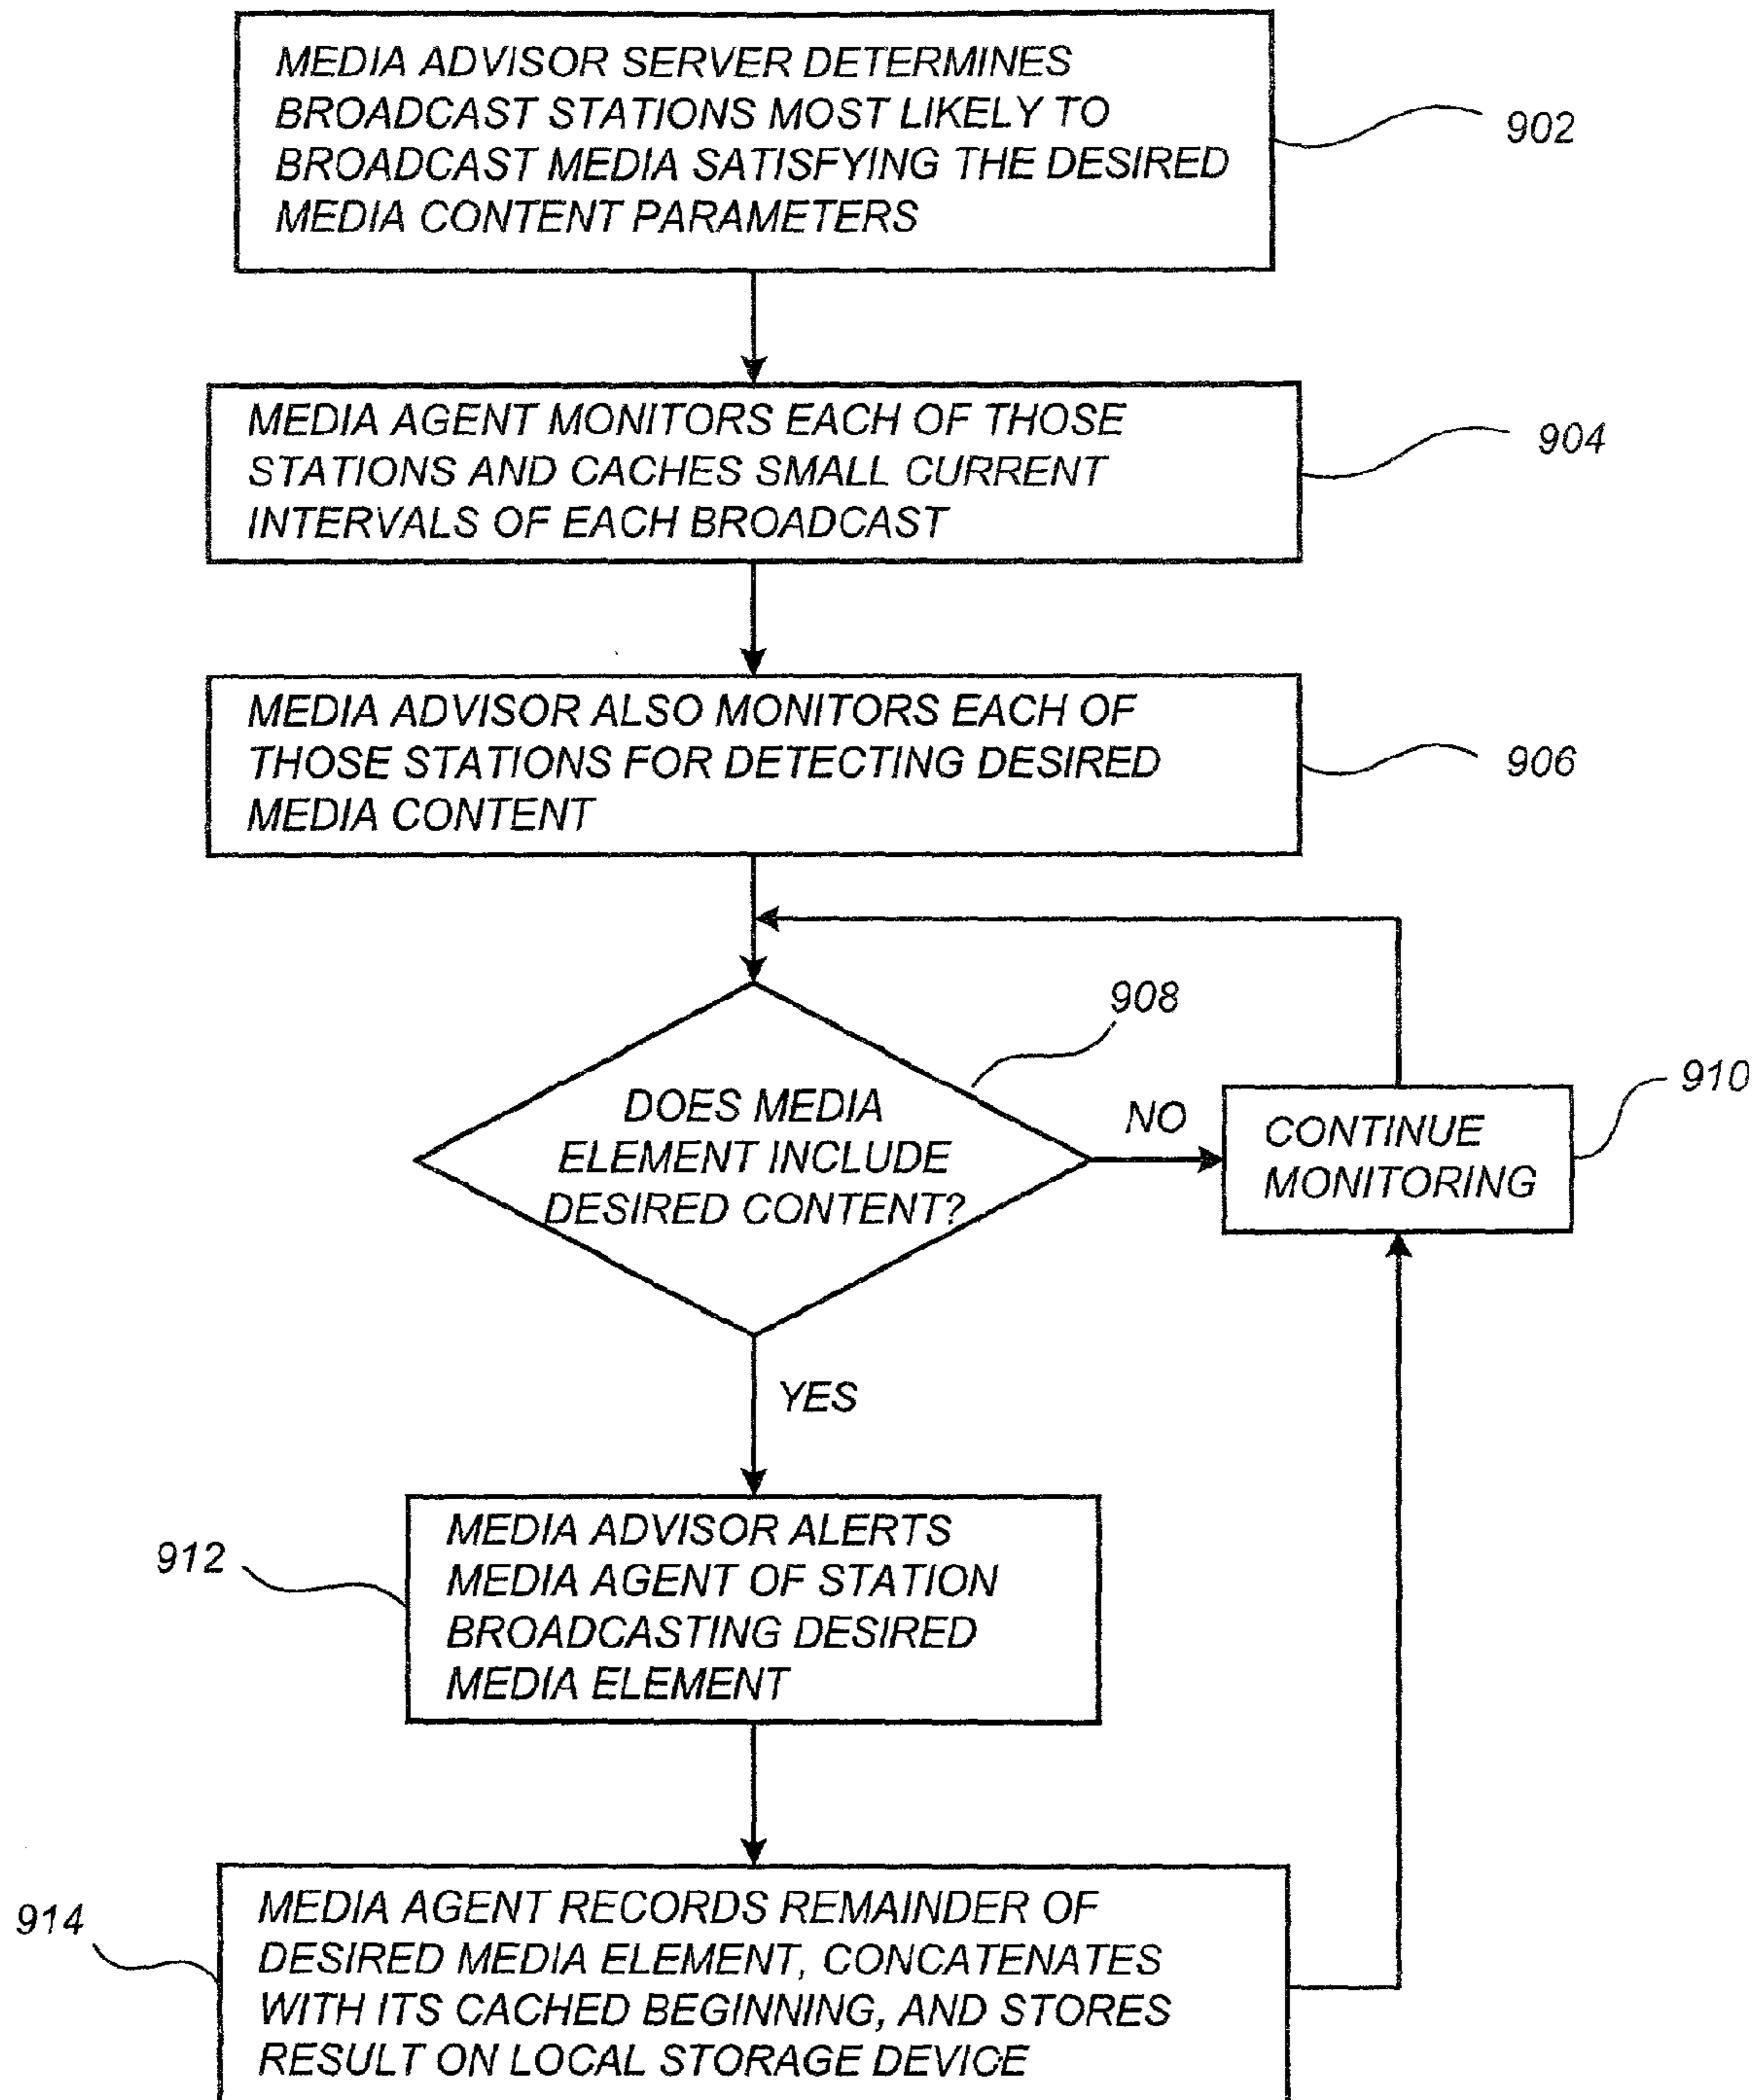 MEDIA ADVISOR SERVER DETERMINES
BROADCAST STATIONS MOST LIKELY TO
BROADCAST MEDIA SATISFYING THE DESIRED
MEDIA CONTENT PARAMETERS
902
MEDIA AGENT MONITORS EACH OF THOSE
STATIONS AND CACHES SMALL CURRENT
INTERVALS OF EACH BROADCAST
904
MEDIA ADVISOR ALSO MONITORS EACH OF
THOSE STATIONS FOR DETECTING DESIRED
MEDIA CONTENT
906
908
DOES MEDIA
ELEMENT INCLUDE
DESIRED CONTENT?
NO
CONTINUE
MONITORING
910
YES
912
MEDIA ADVISOR ALERTS
MEDIA AGENT OF STATION
BROADCASTING DESIRED
MEDIA ELEMENT
914
MEDIA AGENT RECORDS REMAINDER OF
DESIRED MEDIA ELEMENT, CONCATENATES
WITH ITS CACHED BEGINNING, AND STORES
RESULT ON LOCAL STORAGE DEVICE